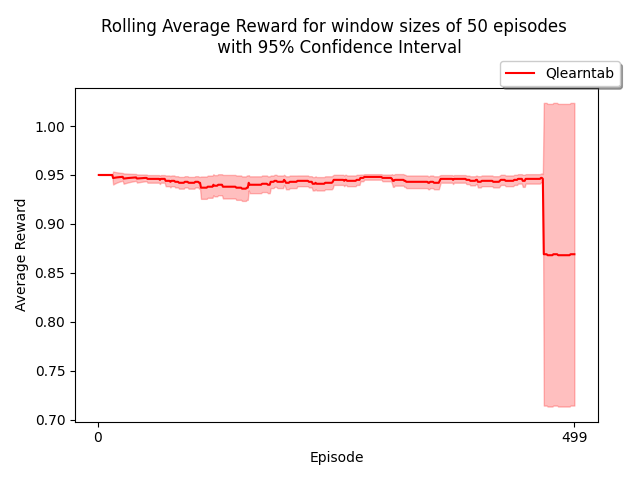 Rolling Average Reward for window sizes of 50 episodes
with 95% Confidence Interval
Qlearntab
1.00
0.95
0.90
0.85
0.80
0.75
0.70
Average Reward
0
499
Episode